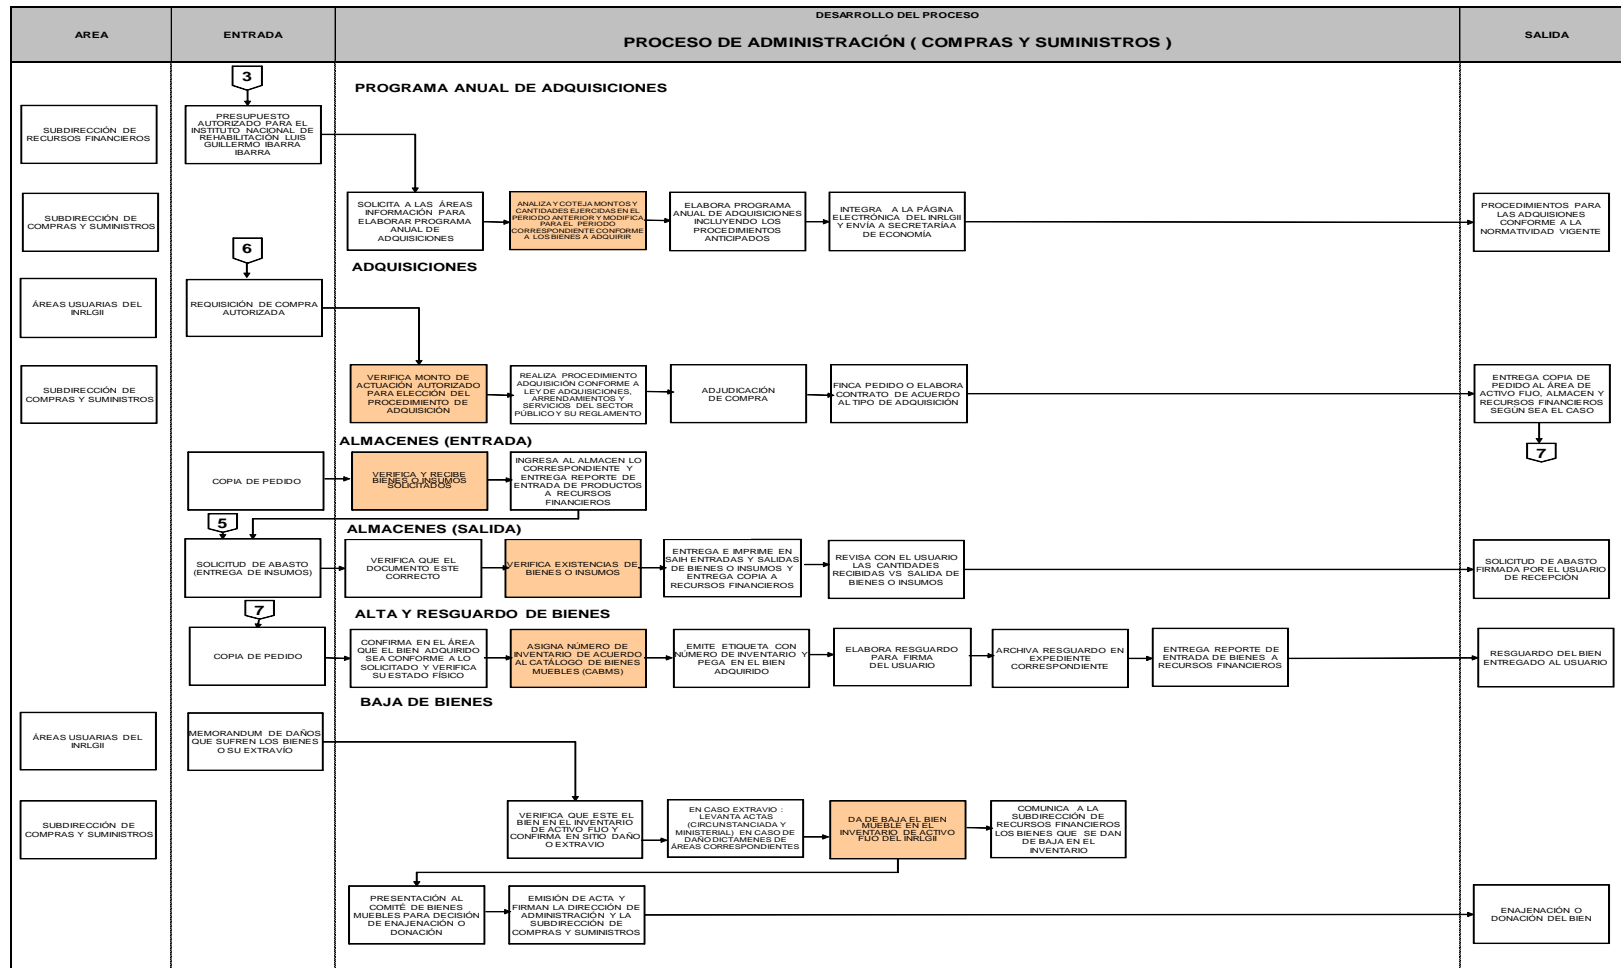 AREA
ENTRADA
DESARROLLO DEL PROCESO
PROCESO DE ADMINISTRACIÓN ( COMPRAS Y SUMINISTROS )
SALIDA
3
PROGRAMA ANUAL DE ADQUISICIONES
SUBDIRECCIÓN DE
RECURSOS FINANCIEROS
PRESUPUESTO
AUTORIZADO PARA EL
INSTITUTO NACIONAL DE
REHABILITACIÓN LUIS
GUILLERMO IBARRA
IBARRA
SUBDIRECCIÓN DE
COMPRAS Y SUMINISTROS
SOLICITA A LAS ÁREAS
INFORMACIÓN PARA
ELABORAR PROGRAMA
ANUAL DE
ADQUISICIONES
ANALIZA Y COTEJA MONTOS Y
CANTIDADES EJERCIDAS EN EL
PERIODO ANTERIOR Y MODIFICA
PARA EL PERIODO
CORRESPONDIENTE CONFORME
A LOS BIENES A ADQUIRIR
ELABORA PROGRAMA
ANUAL DE ADQUISICIONES
INCLUYENDO LOS
PROCEDIMIENTOS
ANTICIPADOS
INTEGRA A LA PÁGINA
ELECTRÓNICA DEL INRLGII
Y ENVÍA A SECRETARÍAA
DE ECONOMÍA
PROCEDIMIENTOS PARA
LAS ADQUISICIONES
CONFORME A LA
NORMATIVIDAD VIGENTE
6
ADQUISICIONES
ÁREAS USUARIAS DEL
INRLGII
REQUISICIÓN DE COMPRA
AUTORIZADA
SUBDIRECCIÓN DE
COMPRAS Y SUMINISTROS
VERIFICA MONTO DE
ACTUACIÓN AUTORIZADO
PARA ELECCIÓN DEL
PROCEDIMIENTO DE
ADQUISICIÓN
REALIZA PROCEDIMIENTO
ADQUISICIÓN CONFORME A
LEY DE ADQUISICIONES,
ARRENDAMIENTOS Y
SERVICIOS DEL SECTOR
PÚBLICO Y SU REGLAMENTO
ADJUDICACIÓN
DE COMPRA
FINCA PEDIDO O ELABORA
CONTRATO DE ACUERDO
AL TIPO DE ADQUISICIÓN
ENTREGA COPIA DE
PEDIDO AL ÁREA DE
ACTIVO FIJO, ALMACEN Y
RECURSOS FINANCIEROS
SEGÚN SEA EL CASO
7
ALMACENES (ENTRADA)
COPIA DE PEDIDO
VERIFICA Y RECIBE
BIENES O INSUMOS
SOLICITADOS
INGRESA AL ALMACEN LO
CORRESPONDIENTE Y
ENTREGA REPORTE DE
ENTRADA DE PRODUCTOS
A RECURSOS
FINANCIEROS
5
ALMACENES (SALIDA)
SOLICITUD DE ABASTO
(ENTREGA DE INSUMOS)
VERIFICA QUE EL
DOCUMENTO ESTE
CORRECTO
VERIFICA EXISTENCIAS DE
BIENES O INSUMOS
ENTREGA E IMPRIME EN
SAIH ENTRADAS Y SALIDAS
DE BIENES O INSUMOS Y
ENTREGA COPIA A
RECURSOS FINANCIEROS
REVISA CON EL USUARIO
LAS CANTIDADES
RECIBIDAS VS SALIDA DE
BIENES O INSUMOS
SOLICITUD DE ABASTO
FIRMADA POR EL USUARIO
DE RECEPCIÓN
7
ALTA Y RESGUARDO DE BIENES
COPIA DE PEDIDO
CONFIRMA EN EL ÁREA
QUE EL BIEN ADQUIRIDO
SEA CONFORME A LO
SOLICITADO Y VERIFICA
SU ESTADO FÍSICO
ASIGNA NÚMERO DE
INVENTARIO DE ACUERDO
AL CATÁLOGO DE BIENES
MUEBLES (CABMS)
EMITE ETIQUETA CON
NÚMERO DE INVENTARIO Y
PEGA EN EL BIEN
ADQUIRIDO
ELABORA RESGUARDO
PARA FIRMA
DEL USUARIO
ARCHIVA RESGUARDO EN
EXPEDIENTE
CORRESPONDIENTE
ENTREGA REPORTE DE
ENTRADA DE BIENES A
RECURSOS FINANCIEROS
RESGUARDO DEL BIEN
ENTREGADO AL USUARIO
BAJA DE BIENES
ÁREAS USUARIAS DEL
INRLGII
MEMORANDUM DE DAÑOS
QUE SUFREN LOS BIENES
O SU EXTRAVÍO
SUBDIRECCIÓN DE
COMPRAS Y SUMINISTROS
VERIFICA QUE ESTE EL
BIEN EN EL INVENTARIO
DE ACTIVO FIJO Y
CONFIRMA EN SITIO DAÑO
O EXTRAVIO
EN CASO EXTRAVIO :
LEVANTA ACTAS
(CIRCUNSTANCIADA Y
MINISTERIAL) EN CASO DE
DAÑO DICTAMENES DE
ÁREAS CORRESPONDIENTES
DA DE BAJA EL BIEN
MUEBLE EN EL
INVENTARIO DE ACTIVO
FIJO DEL INRLGII
COMUNICA A LA
SUBDIRECCIÓN DE
RECURSOS FINANCIEROS
LOS BIENES QUE SE DAN
DE BAJA EN EL
INVENTARIO
PRESENTACIÓN AL
COMITÉ DE BIENES
MUEBLES PARA DECISIÓN
DE ENAJENACIÓN O
DONACIÓN
EMISIÓN DE ACTA Y
FIRMAN LA DIRECCIÓN DE
ADMINISTRACIÓN Y LA
SUBDIRECCIÓN DE
COMPRAS Y SUMINISTROS
ENAJENACIÓN O
DONACIÓN DEL BIEN